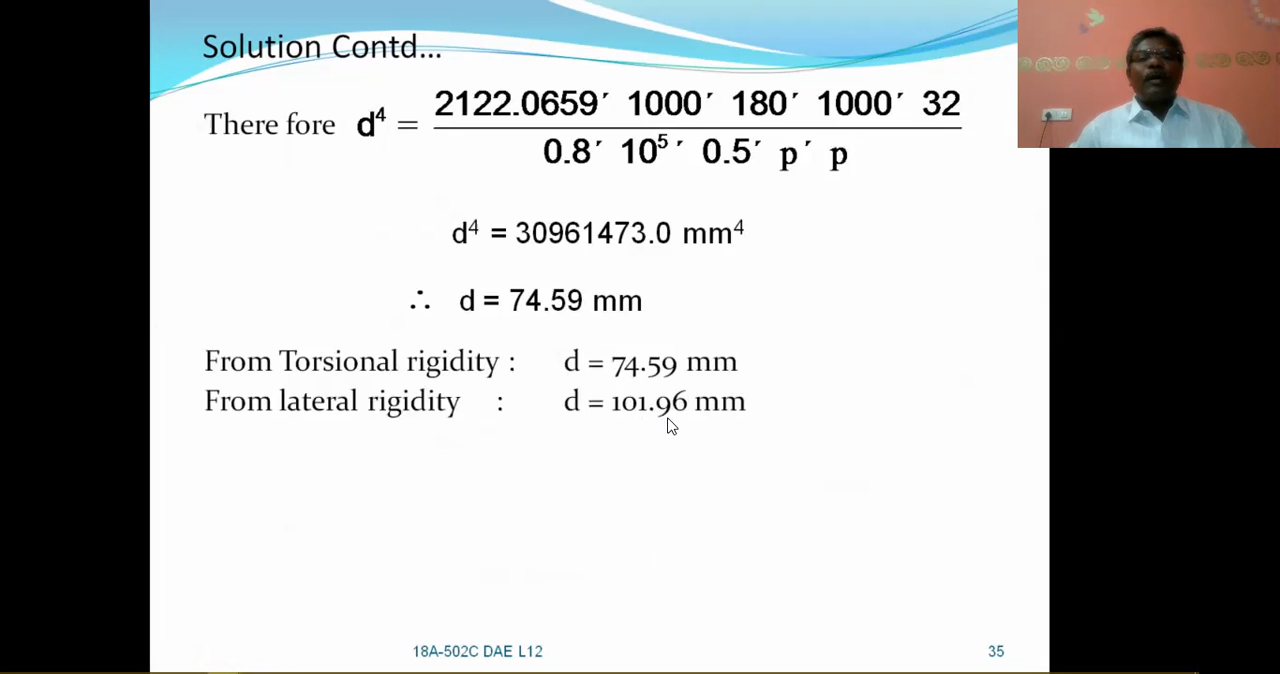 Solution Contd...
There fore d⁴ = 2122.0659′ 1000′ 180′ 1000′ 32
0.8′ 10⁵ ′ 0.5′ p ′ p
d⁴ = 30961473.0 mm⁴
∴ d = 74.59 mm
From Torsional rigidity : d = 74.59 mm
From lateral rigidity : d = 101.96 mm
18A-502C DAE L12 35